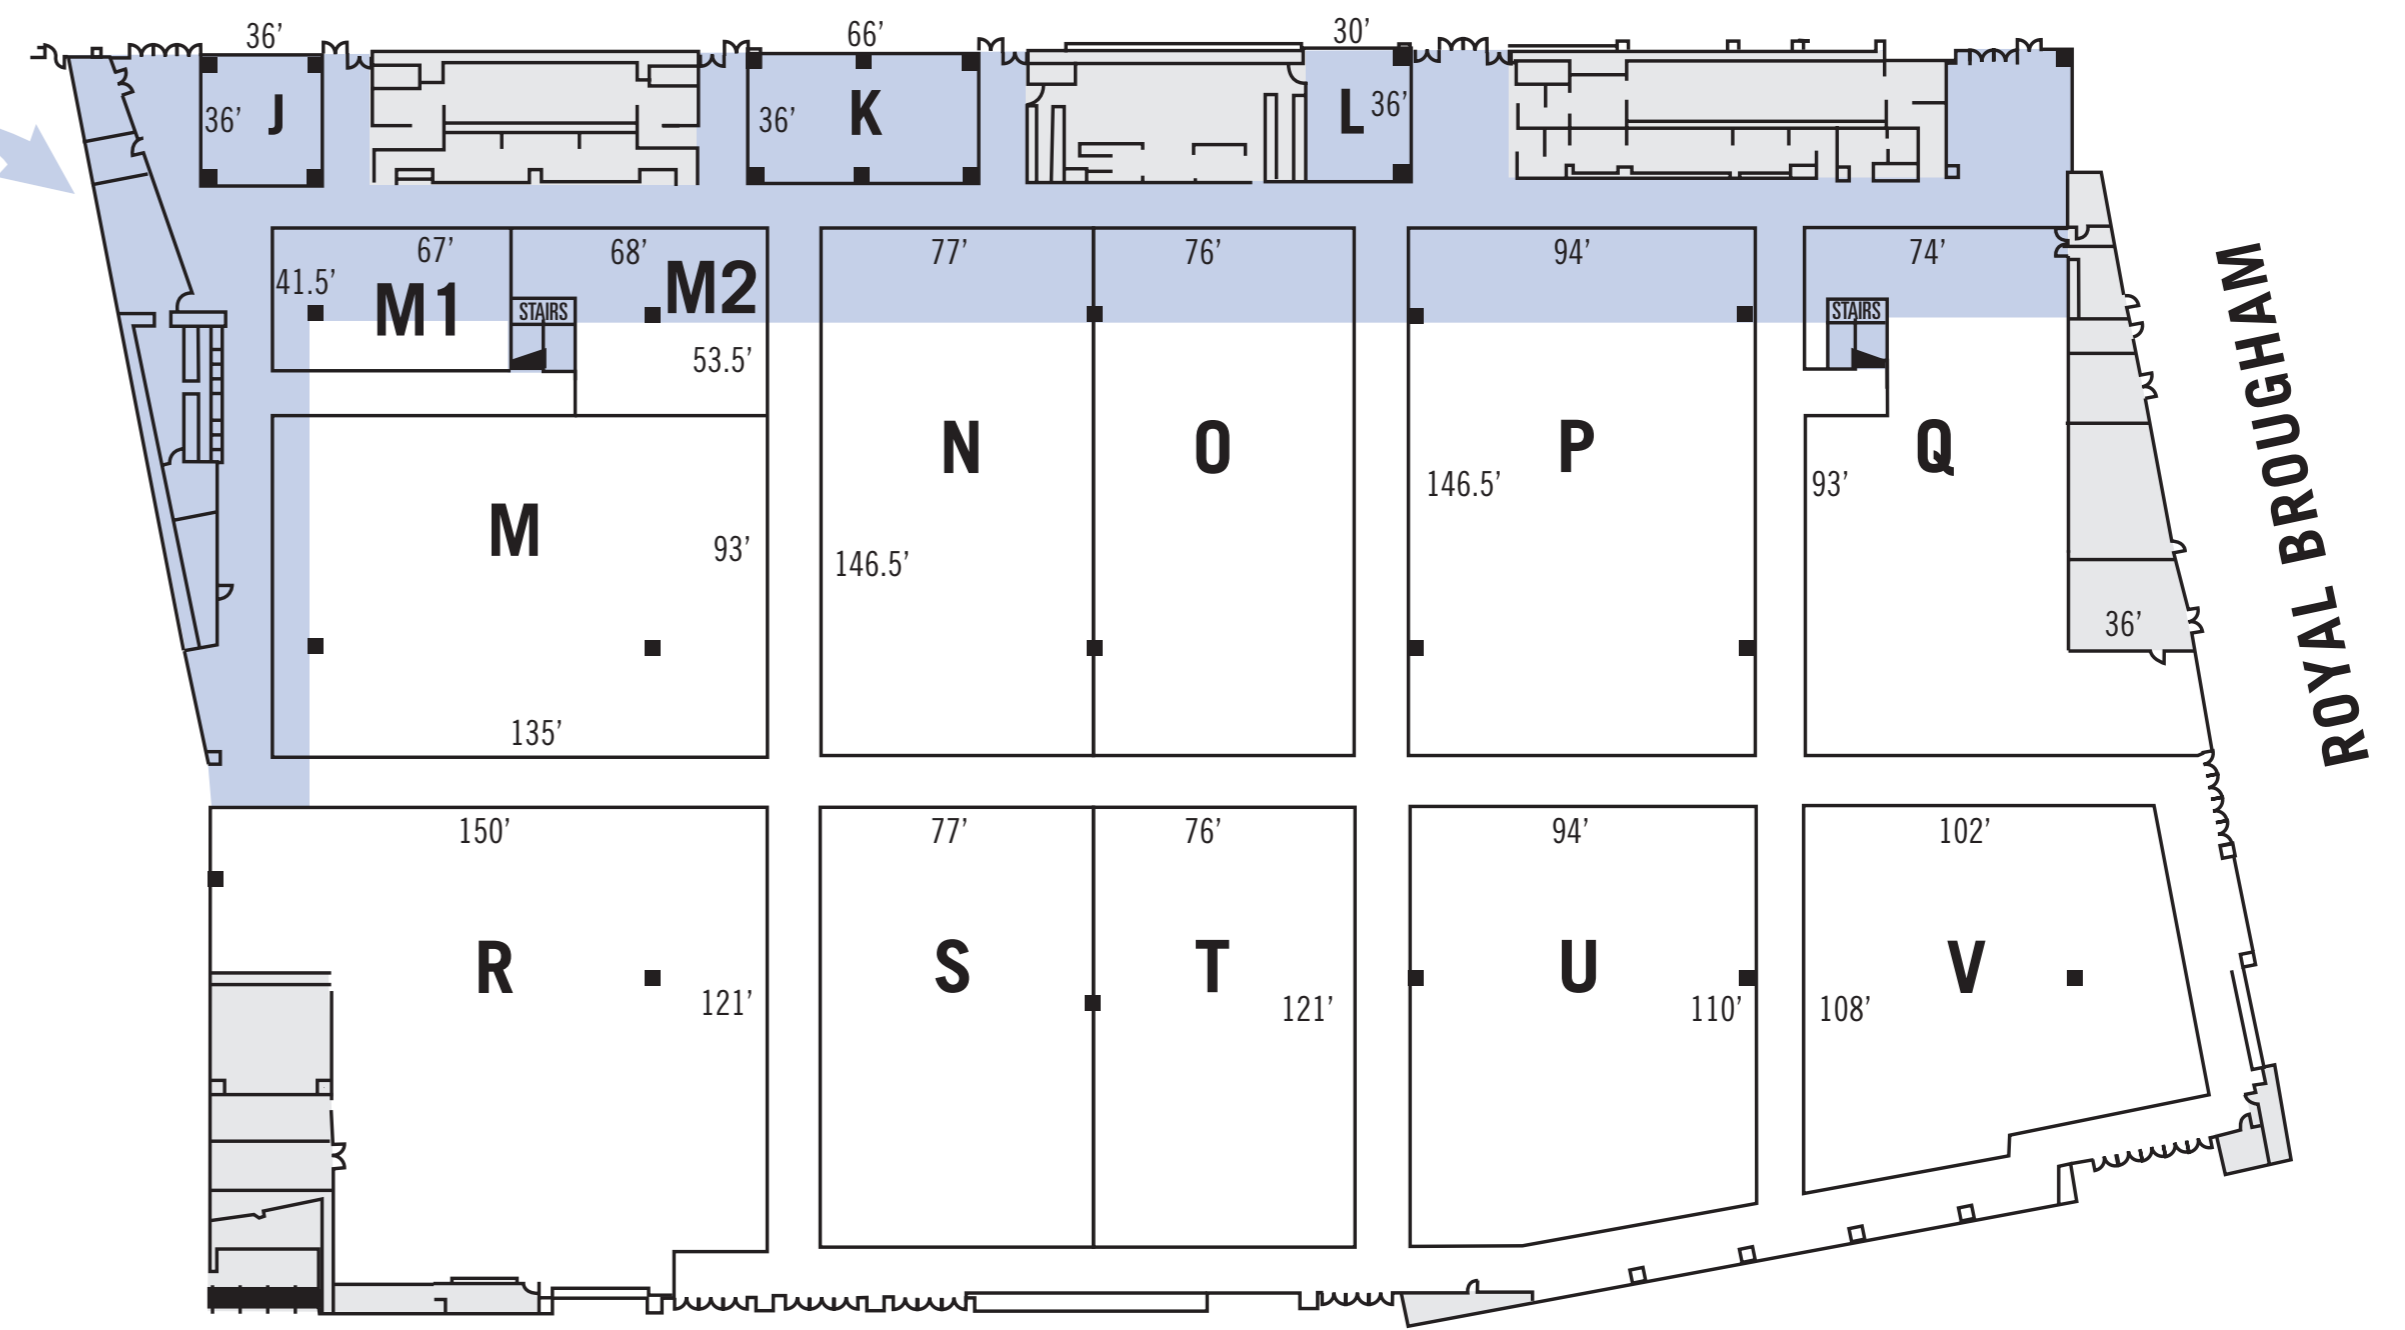 36’
66’
30’
36’
J
36’
K
L
36’
67’
68’
77’
76’
94’
74’
41.5’
M1
M2
STAIRS
STAIRS
53.5’
N
O
P
Q
M
93’
146.5’
146.5’
93’
135’
36’
ROYAL BROUGHAM
150’
77’
76’
94’
102’
R
S
T
U
V
121’
121’
110’
108’